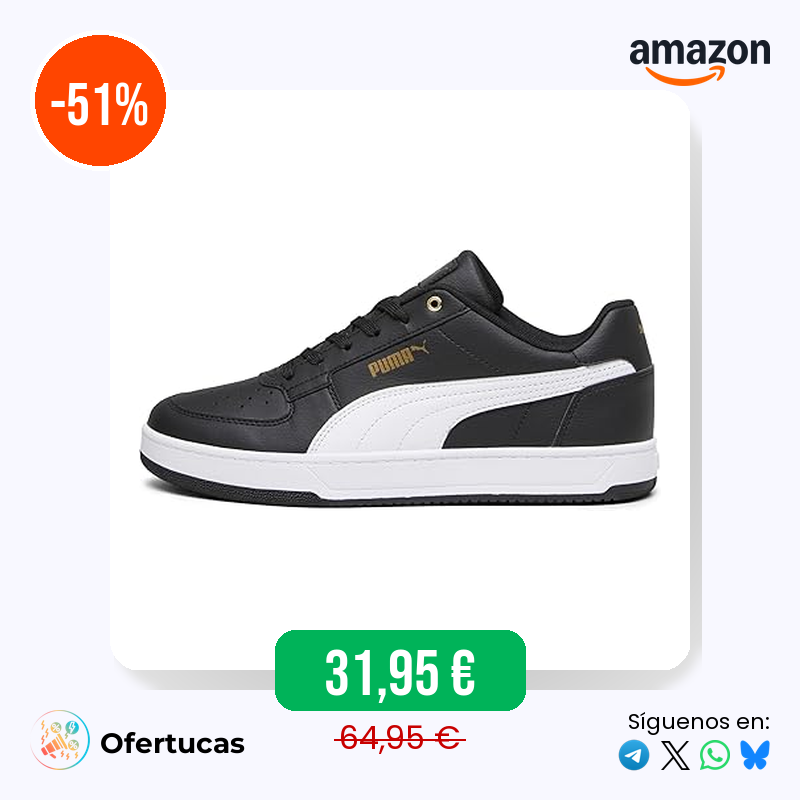 -51%
amazon
PUMA
31,95 €
64,95 €
Ofertucas
Síguenos en: